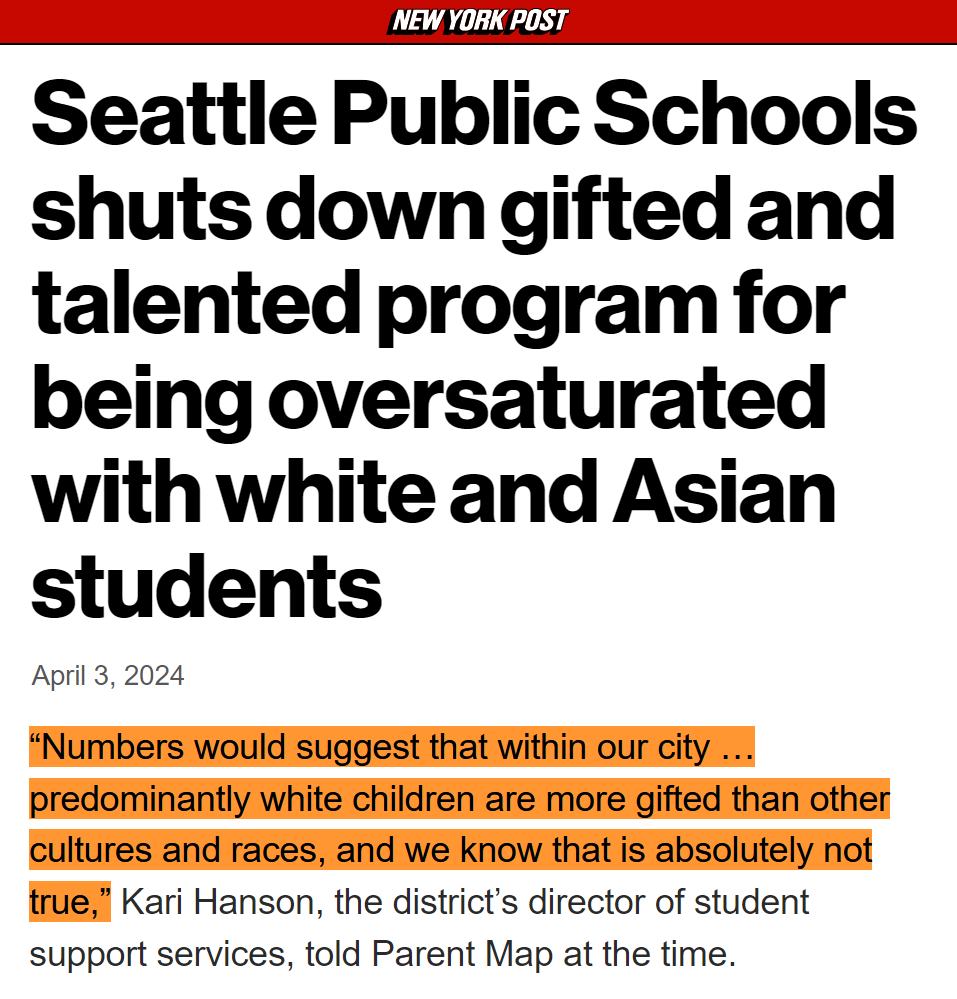 NEW YORK POST
Seattle Public Schools
shuts down gifted and
talented program for
being oversaturated
with white and Asian
students
April 3, 2024
“Numbers would suggest that within our city …
predominantly white children are more gifted than other
cultures and races, and we know that is absolutely not
true,” Kari Hanson, the district’s director of student
support services, told Parent Map at the time.